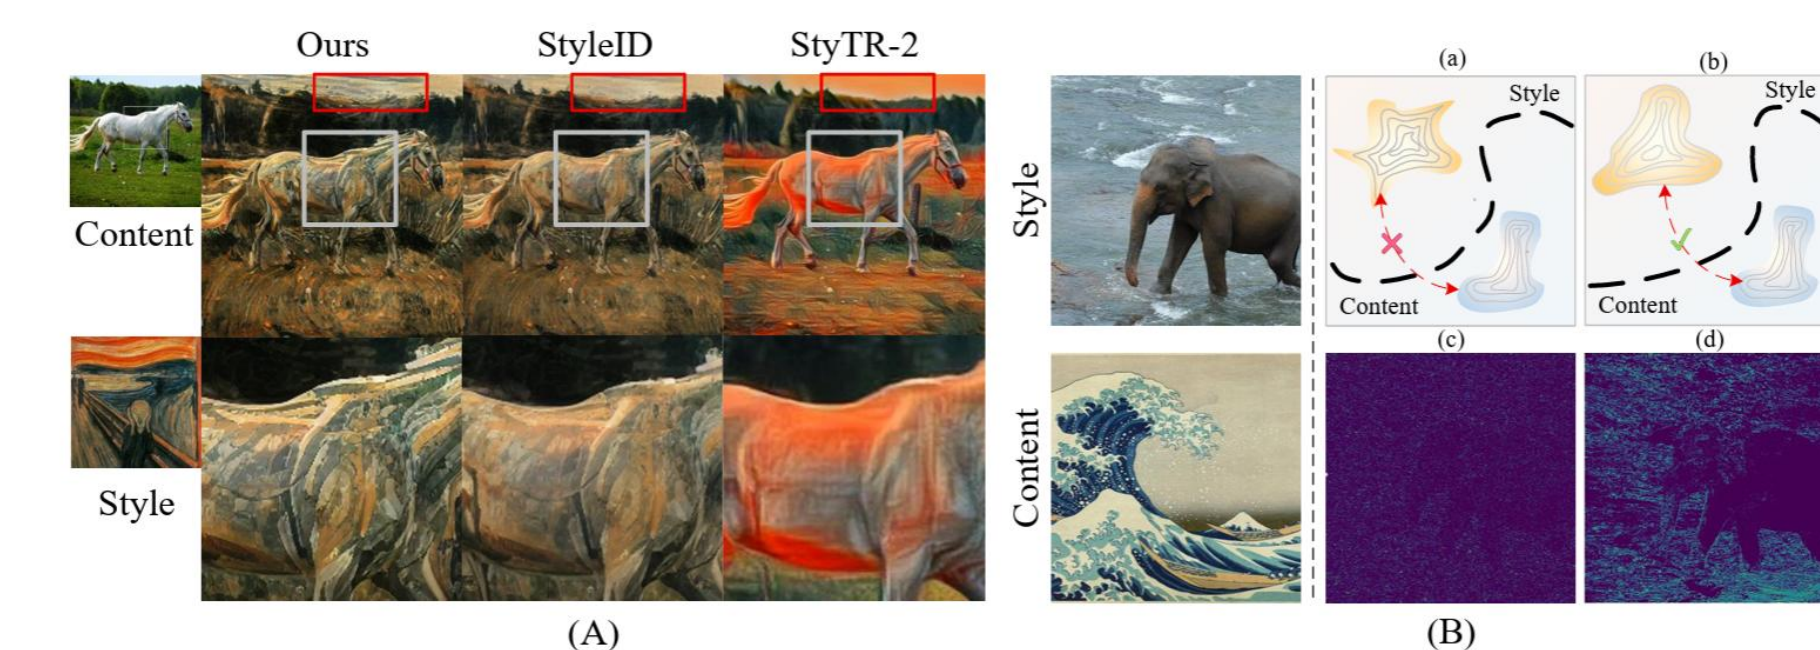 Ours
StyleID
StyTR-2
Content
Style
(A)
Style
Content
(a)
(b)
Style
Content
Style
Content
(c)
(d)
(B)